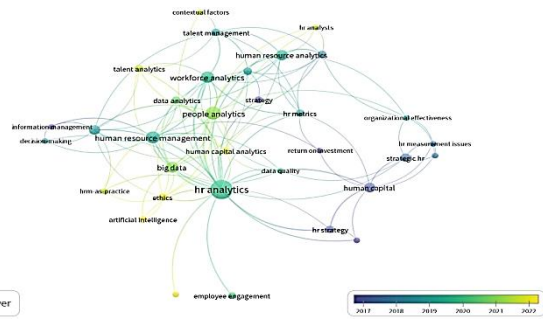 contextual factors
hr analysts
talent management
human resource analytics
talent analytics
workforce analytics
data analytics
strategy
people analytics
hr metrics
organizational effectiveness
information management
human resource management
decision making
hr measurement issues
human capital analytics
return on investment
strategic hr
big data
data quality
hr analytics
human capital
hrm-as-practice
ethics
artificial intelligence
hr strategy
employee engagement
ver
2017 2018 2019 2020 2021 2022